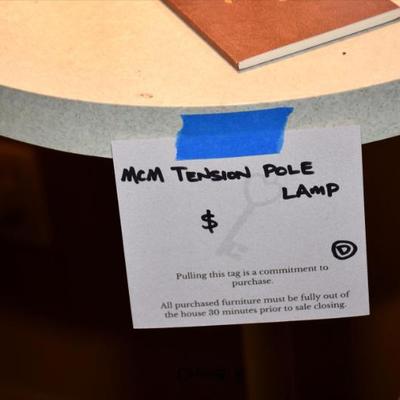 MCM TENSION POLE
LAMP
$
D
Pulling this tag is a commitment to
purchase.
All purchased furniture must be fully out of
the house 30 minutes prior to sale closing.